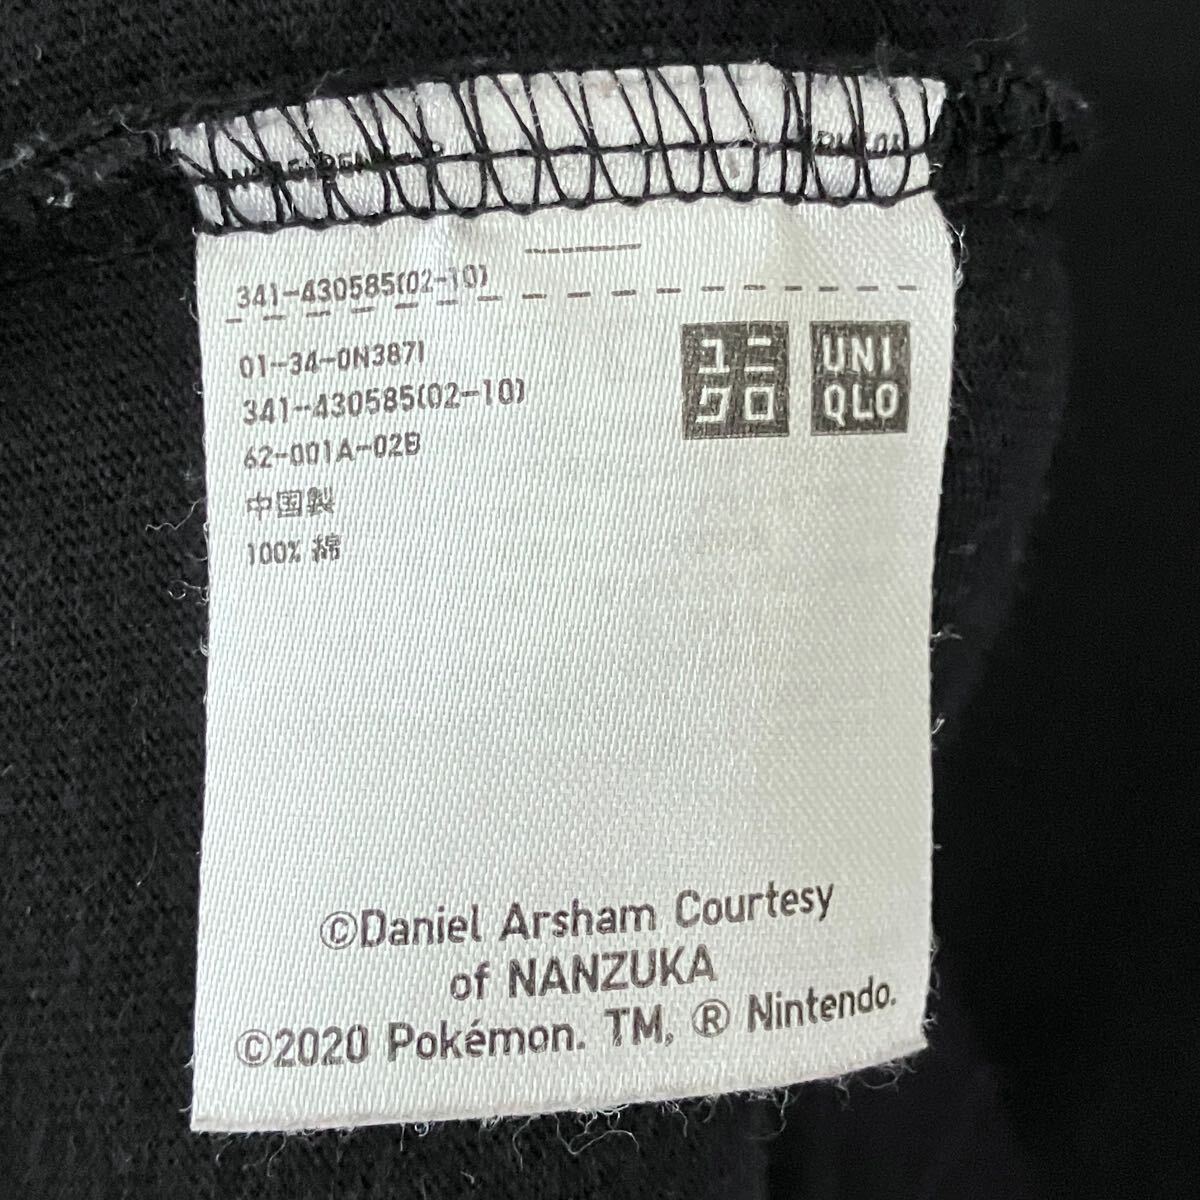 341-430585(02-10)
01-34-0N3871
341-430585(02-10)
62-001A-02B
中国製
100% 綿
ユニ
クロ
UNI
QLO
©Daniel Arsham Courtesy
of NANZUKA
©2020 Pokémon. TM, ® Nintendo.